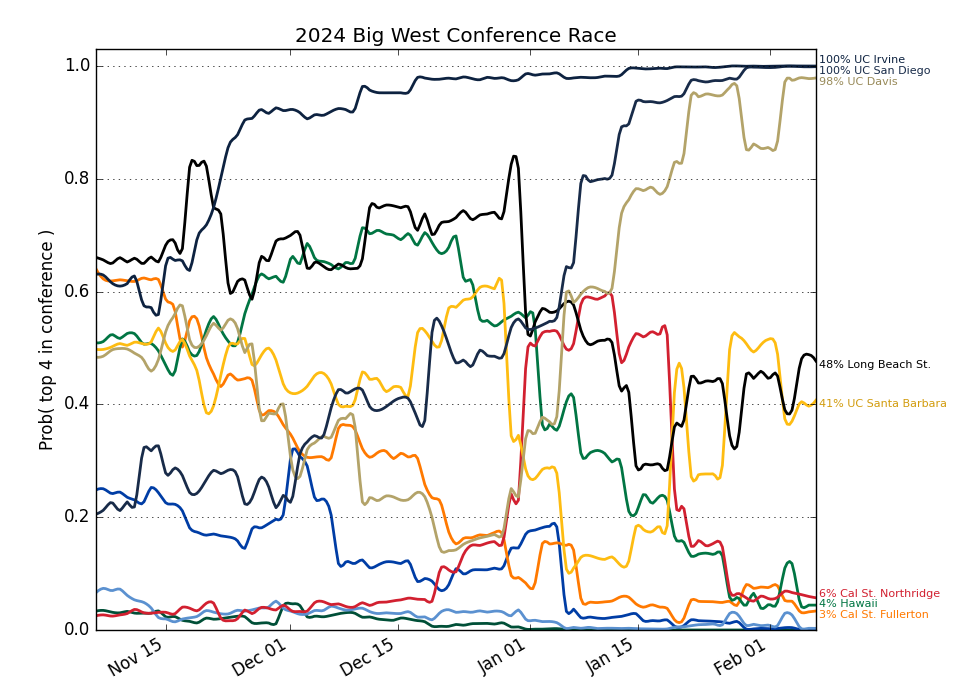 2024 Big West Conference Race
Prob( top 4 in conference )
1.0
0.8
0.6
0.4
0.2
0.0
Nov 15
Dec 01
Dec 15
Jan 01
Jan 15
Feb 01
100% UC Irvine
100% UC San Diego
98% UC Davis
48% Long Beach St.
41% UC Santa Barbara
6% Cal St. Northridge
4% Hawaii
3% Cal St. Fullerton